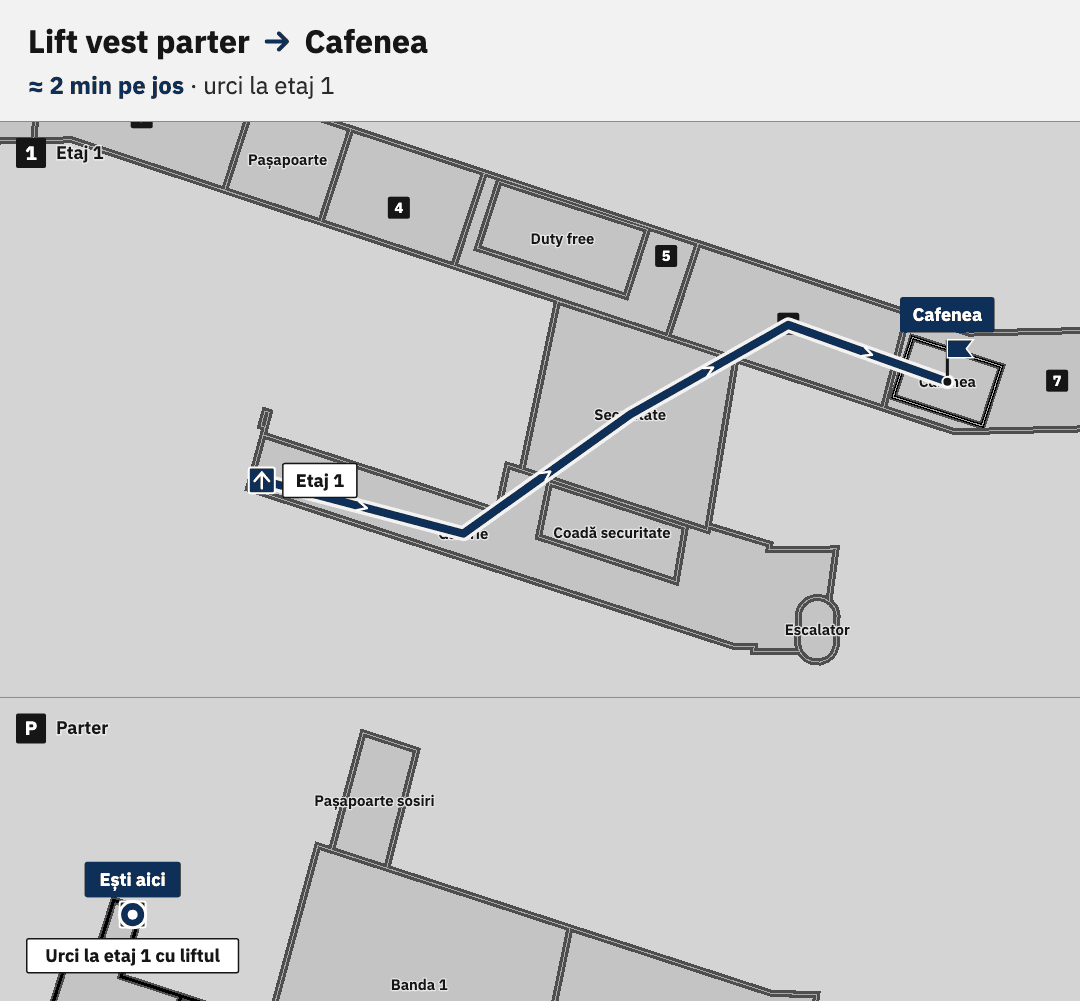 Lift vest parter → Cafenea
≈ 2 min pe jos · urci la etaj 1
1 Etaj 1
Pașapoarte
4
Duty free
5
Cafenea
7
Securitate
Etaj 1
Coadă securitate
Escalator
P Parter
Pașapoarte sosiri
Ești aici
Urci la etaj 1 cu liftul
Banda 1